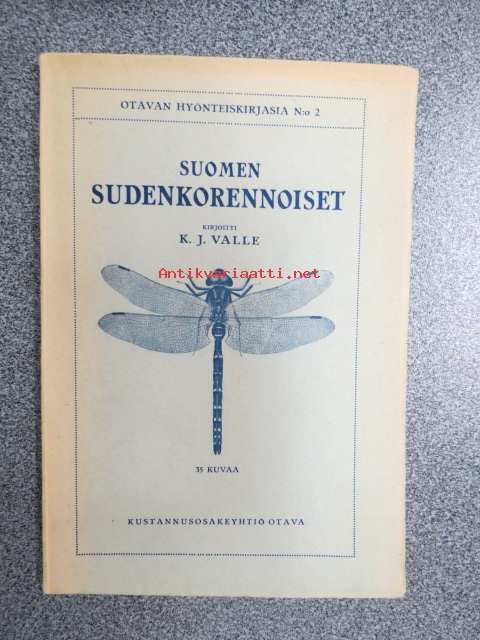 OTAVAN HYÖNTEISKIRJASIA N:o 2
SUOMEN
SUDENKORENNOISET
KIRJOITTI
K. J. VALLE
Antikvariaatti.net
35 KUVAA
KUSTANNUSOSAKEYHTIÖ OTAVA